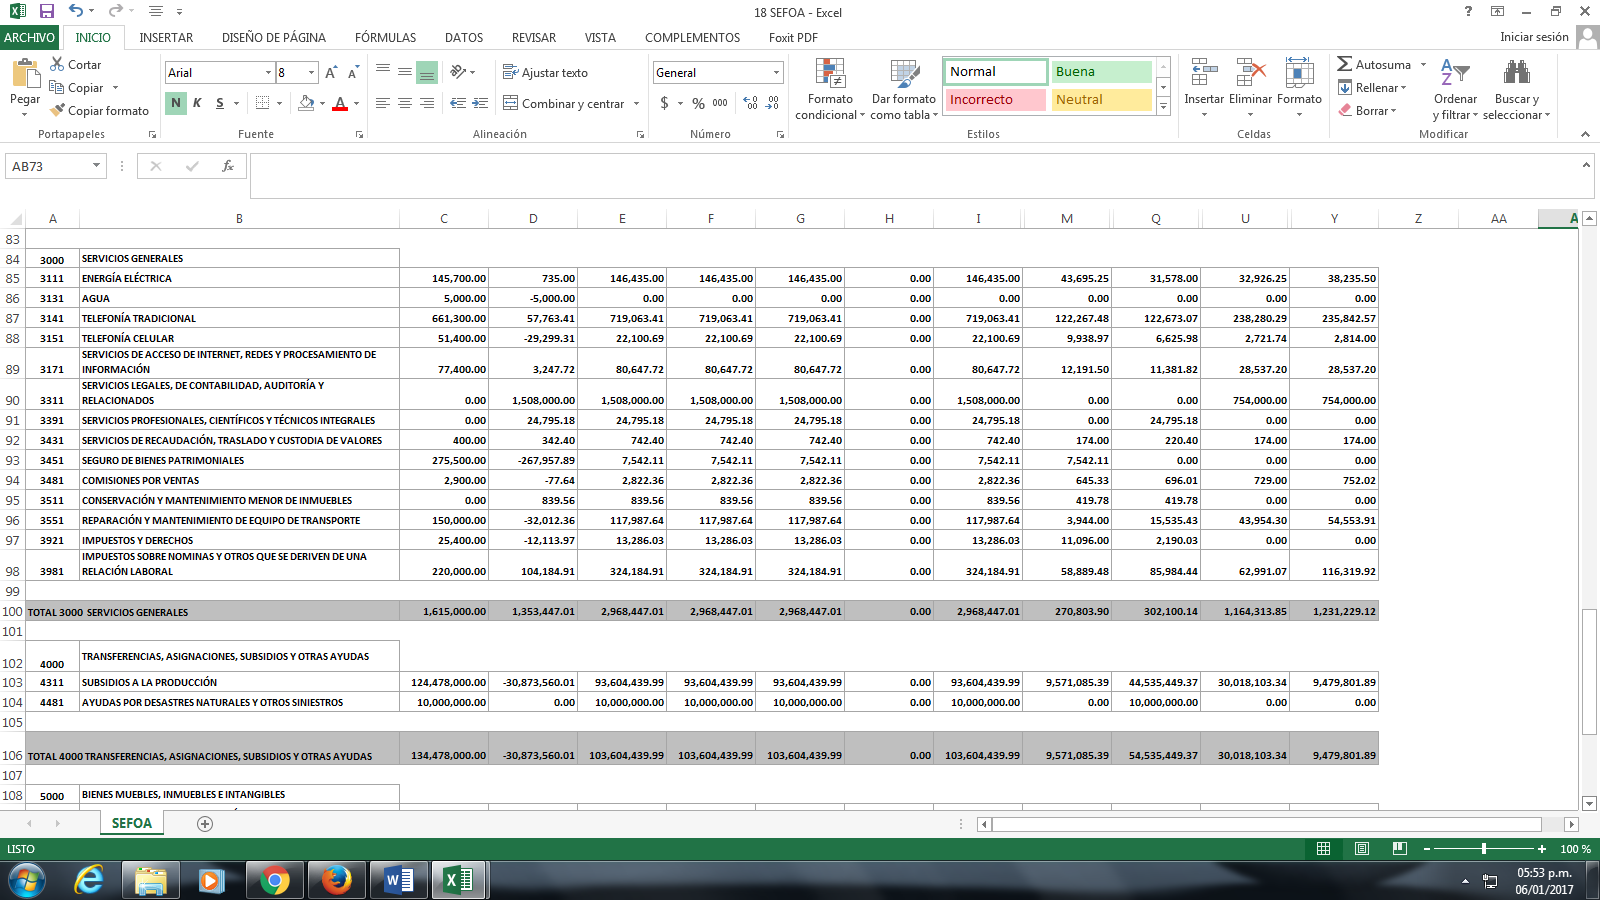 18 SEFOA - Excel
?
ARCHIVO INICIO INSERTAR DISEÑO DE PÁGINA FÓRMULAS DATOS REVISAR VISTA COMPLEMENTOS Foxit PDF Iniciar sesión
Pegar
Cortar
Copiar
Copiar formato
Portapapeles
Arial 8
N K S
Fuente
Ajustar texto
Combinar y centrar
Alineación
General
$ % 000
Número
Formato condicional
Dar formato como tabla
Normal Buena
Incorrecto Neutral
Estilos
Insertar Eliminar Formato
Celdas
Autosuma
Rellenar
Borrar
Ordenar y filtrar
Buscar y seleccionar
Modificar
AB73 fx
A B C D E F G H I M Q U Y Z AA A
83
84 3000 SERVICIOS GENERALES
85 3111 ENERGÍA ELÉCTRICA 145,700.00 735.00 146,435.00 146,435.00 146,435.00 0.00 146,435.00 43,695.25 31,578.00 32,926.25 38,235.50
86 3131 AGUA 5,000.00 -5,000.00 0.00 0.00 0.00 0.00 0.00 0.00 0.00 0.00 0.00
87 3141 TELEFONÍA TRADICIONAL 661,300.00 57,763.41 719,063.41 719,063.41 719,063.41 0.00 719,063.41 122,267.48 122,673.07 238,280.29 235,842.57
88 3151 TELEFONÍA CELULAR 51,400.00 -29,299.31 22,100.69 22,100.69 22,100.69 0.00 22,100.69 9,938.97 6,625.98 2,721.74 2,814.00
SERVICIOS DE ACCESO DE INTERNET, REDES Y PROCESAMIENTO DE
89 3171 INFORMACIÓN 77,400.00 3,247.72 80,647.72 80,647.72 80,647.72 0.00 80,647.72 12,191.50 11,381.82 28,537.20 28,537.20
SERVICIOS LEGALES, DE CONTABILIDAD, AUDITORÍA Y
90 3311 RELACIONADOS 0.00 1,508,000.00 1,508,000.00 1,508,000.00 1,508,000.00 0.00 1,508,000.00 0.00 0.00 754,000.00 754,000.00
91 3391 SERVICIOS PROFESIONALES, CIENTÍFICOS Y TÉCNICOS INTEGRALES 0.00 24,795.18 24,795.18 24,795.18 24,795.18 0.00 24,795.18 0.00 24,795.18 0.00 0.00
92 3431 SERVICIOS DE RECAUDACIÓN, TRASLADO Y CUSTODIA DE VALORES 400.00 342.40 742.40 742.40 742.40 0.00 742.40 174.00 220.40 174.00 174.00
93 3451 SEGURO DE BIENES PATRIMONIALES 275,500.00 -267,957.89 7,542.11 7,542.11 7,542.11 0.00 7,542.11 7,542.11 0.00 0.00 0.00
94 3481 COMISIONES POR VENTAS 2,900.00 -77.64 2,822.36 2,822.36 2,822.36 0.00 2,822.36 645.33 696.01 729.00 752.02
95 3511 CONSERVACIÓN Y MANTENIMIENTO MENOR DE INMUEBLES 0.00 839.56 839.56 839.56 839.56 0.00 839.56 419.78 419.78 0.00 0.00
96 3551 REPARACIÓN Y MANTENIMIENTO DE EQUIPO DE TRANSPORTE 150,000.00 -32,012.36 117,987.64 117,987.64 117,987.64 0.00 117,987.64 3,944.00 15,535.43 43,954.30 54,553.91
97 3921 IMPUESTOS Y DERECHOS 25,400.00 -12,113.97 13,286.03 13,286.03 13,286.03 0.00 13,286.03 11,096.00 2,190.03 0.00 0.00
IMPUESTOS SOBRE NOMINAS Y OTROS QUE SE DERIVEN DE UNA
98 3981 RELACIÓN LABORAL 220,000.00 104,184.91 324,184.91 324,184.91 324,184.91 0.00 324,184.91 58,889.48 85,984.44 62,991.07 116,319.92
99
100 TOTAL 3000 SERVICIOS GENERALES 1,615,000.00 1,353,447.01 2,968,447.01 2,968,447.01 2,968,447.01 0.00 2,968,447.01 270,803.90 302,100.14 1,164,313.85 1,231,229.12
101
102 4000 TRANSFERENCIAS, ASIGNACIONES, SUBSIDIOS Y OTRAS AYUDAS
103 4311 SUBSIDIOS A LA PRODUCCIÓN 124,478,000.00 -30,873,560.01 93,604,439.99 93,604,439.99 93,604,439.99 0.00 93,604,439.99 9,571,085.39 44,535,449.37 30,018,103.34 9,479,801.89
104 4481 AYUDAS POR DESASTRES NATURALES Y OTROS SINIESTROS 10,000,000.00 0.00 10,000,000.00 10,000,000.00 10,000,000.00 0.00 10,000,000.00 0.00 10,000,000.00 0.00 0.00
105
106 TOTAL 4000 TRANSFERENCIAS, ASIGNACIONES, SUBSIDIOS Y OTRAS AYUDAS 134,478,000.00 -30,873,560.01 103,604,439.99 103,604,439.99 103,604,439.99 0.00 103,604,439.99 9,571,085.39 54,535,449.37 30,018,103.34 9,479,801.89
107
108 5000 BIENES MUEBLES, INMUEBLES E INTANGIBLES
SEFOA
LISTO 100 %
05:53 p.m.
06/01/2017